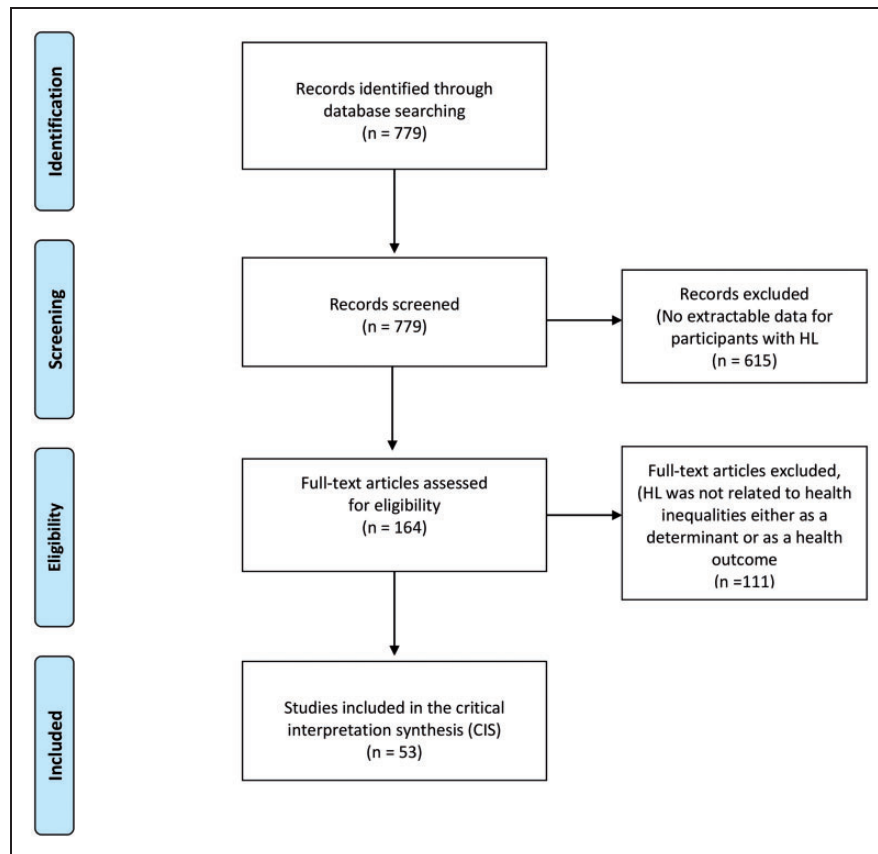 Identification
Records identified through
database searching
(n = 779)
Screening
Records screened
(n = 779)
Records excluded
(No extractable data for
participants with HL
(n = 615)
Eligibility
Full-text articles assessed
for eligibility
(n = 164)
Full-text articles excluded,
(HL was not related to health
inequalities either as a
determinant or as a health
outcome
(n =111)
Included
Studies included in the critical
interpretation synthesis (CIS)
(n = 53)